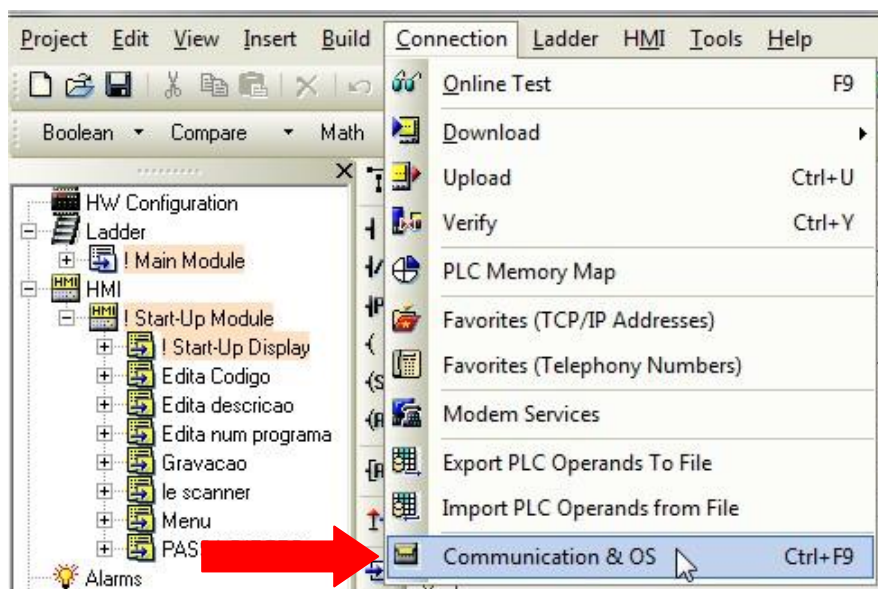 Project Edit View Insert Build Connection Ladder HMI Tools Help
Boolean Compare Math
HW Configuration
Ladder
! Main Module
HMI
! Start-Up Module
! Start-Up Display
Edita Codigo
Edita descricao
Edita num programa
Gravacao
le scanner
Menu
PAS
Alarms
Online Test F9
Download
Upload Ctrl+U
Verify Ctrl+Y
PLC Memory Map
Favorites (TCP/IP Addresses)
Favorites (Telephony Numbers)
Modem Services
Export PLC Operands To File
Import PLC Operands from File
Communication & OS Ctrl+F9